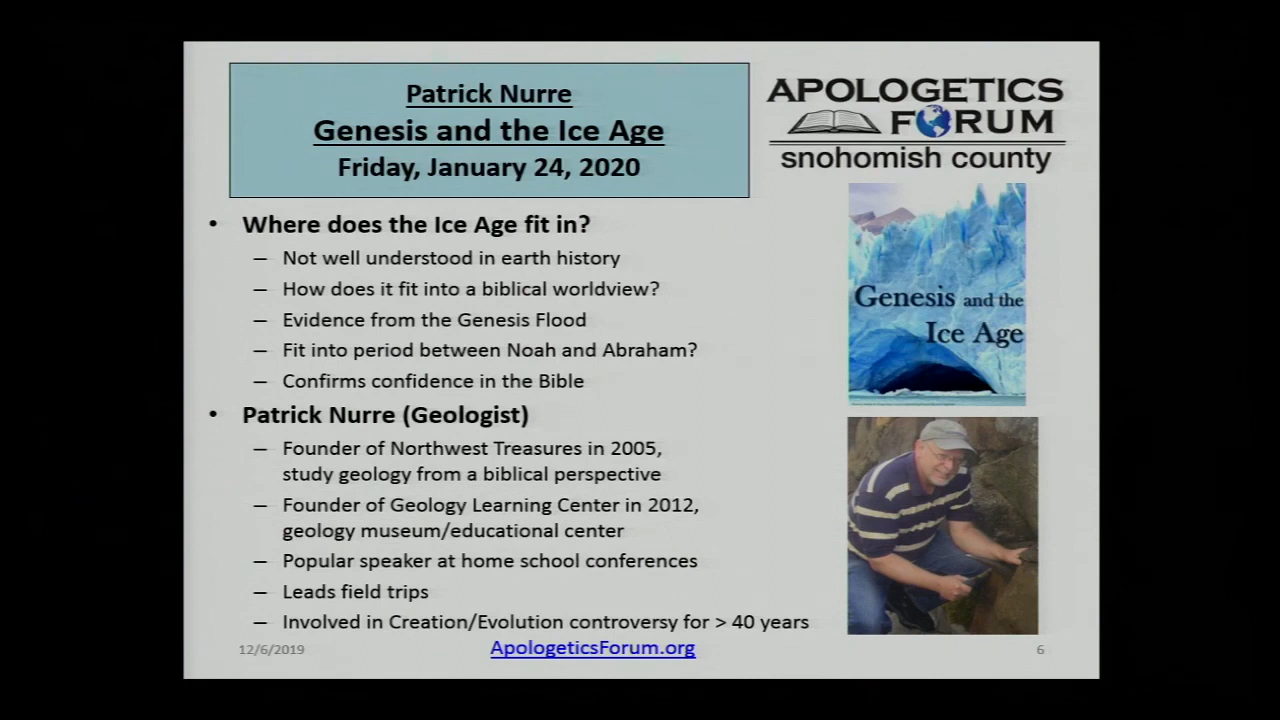 Patrick Nurre
Genesis and the Ice Age
Friday, January 24, 2020
APOLOGETICS
FORUM
snohomish county
• Where does the Ice Age fit in?
– Not well understood in earth history
– How does it fit into a biblical worldview?
– Evidence from the Genesis Flood
– Fit into period between Noah and Abraham?
– Confirms confidence in the Bible
Genesis and the
Ice Age
• Patrick Nurre (Geologist)
– Founder of Northwest Treasures in 2005,
study geology from a biblical perspective
– Founder of Geology Learning Center in 2012,
geology museum/educational center
– Popular speaker at home school conferences
– Leads field trips
– Involved in Creation/Evolution controversy for > 40 years
12/6/2019
ApologeticsForum.org
6